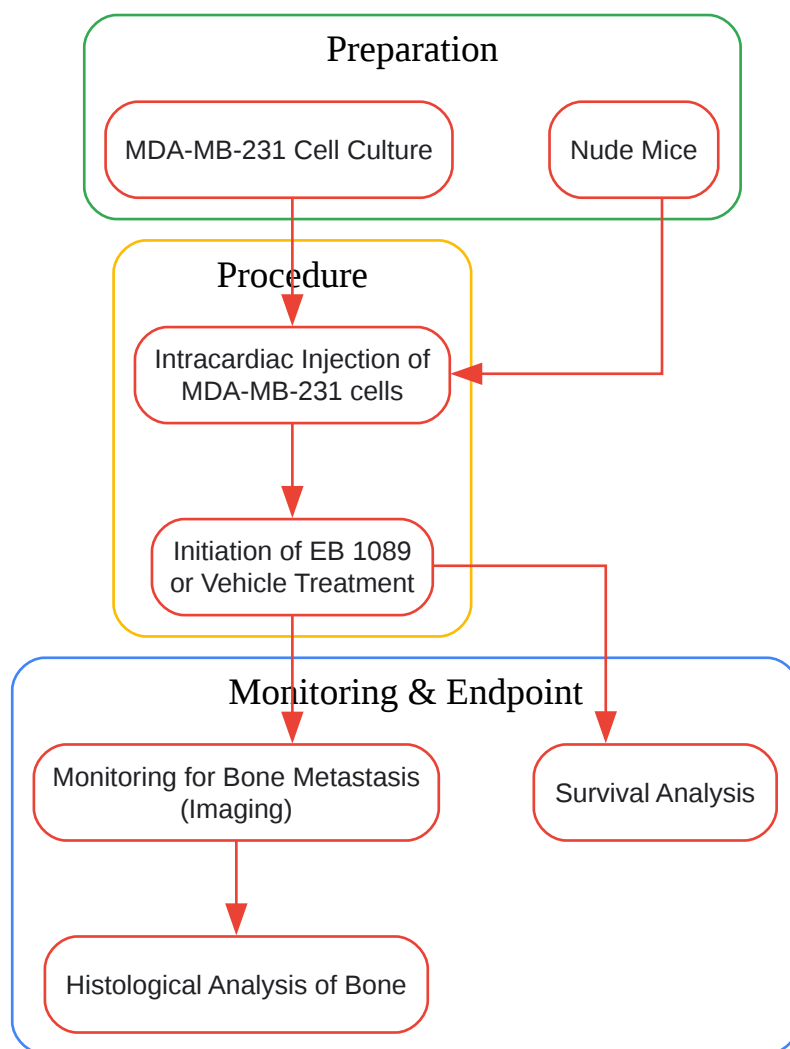 Preparation
MDA-MB-231 Cell Culture
Nude Mice
Procedure
Intracardiac Injection of
MDA-MB-231 cells
Initiation of EB 1089
or Vehicle Treatment
Monitoring & Endpoint
Monitoring for Bone Metastasis
(Imaging)
Survival Analysis
Histological Analysis of Bone